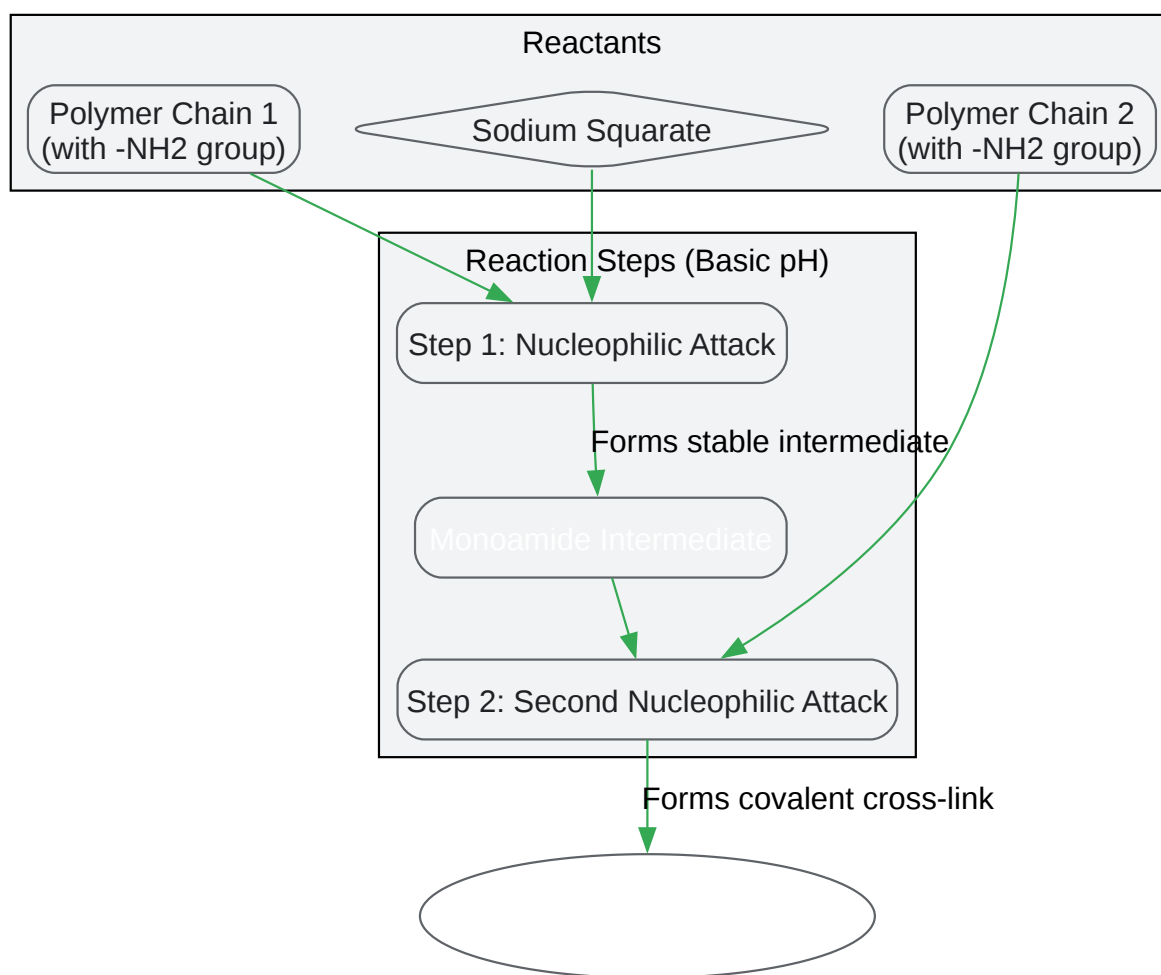 Reactants
Polymer Chain 1
(with -NH2 group)
Sodium Squarate
Polymer Chain 2
(with -NH2 group)
Reaction Steps (Basic pH)
Step 1: Nucleophilic Attack
Forms stable intermediate
Monoamide Intermediate
Step 2: Second Nucleophilic Attack
Forms covalent cross-link